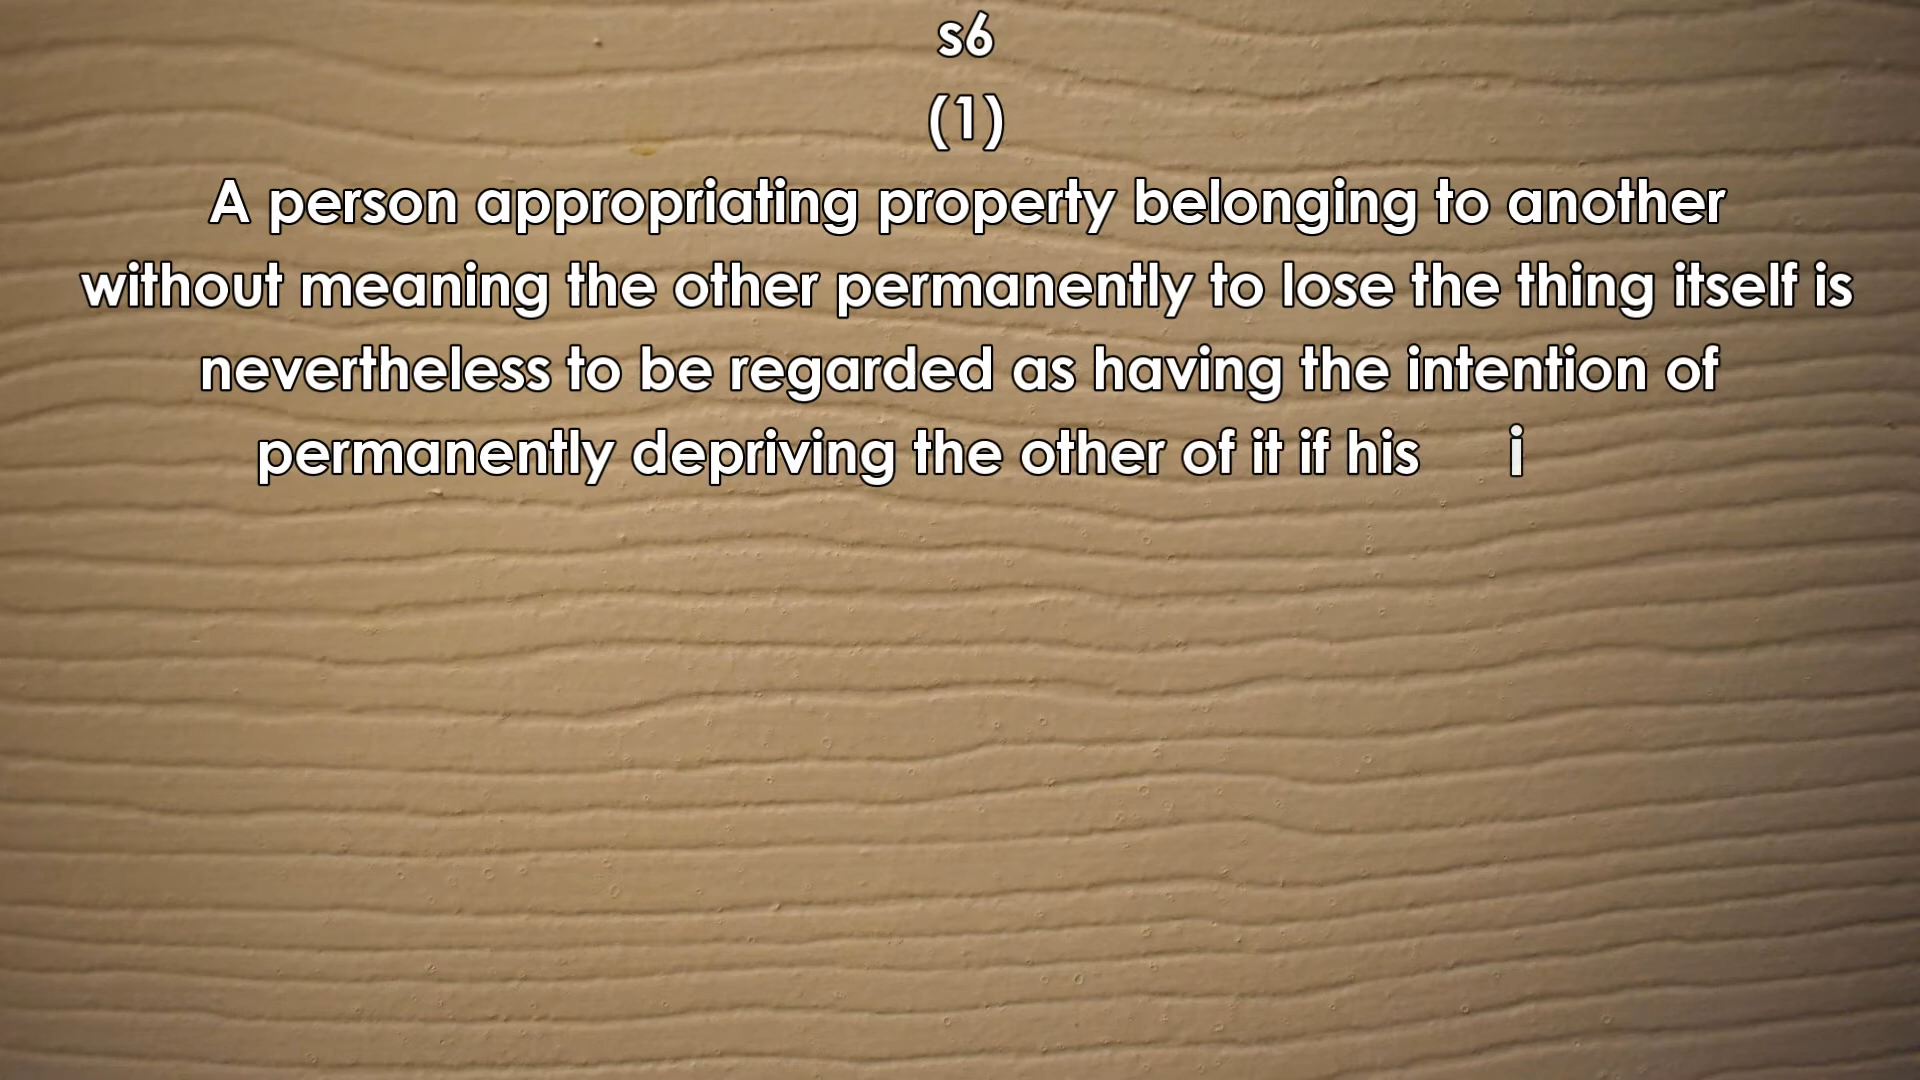 s6
(1)
A person appropriating property belonging to another
without meaning the other permanently to lose the thing itself is
nevertheless to be regarded as having the intention of
permanently depriving the other of it if his i